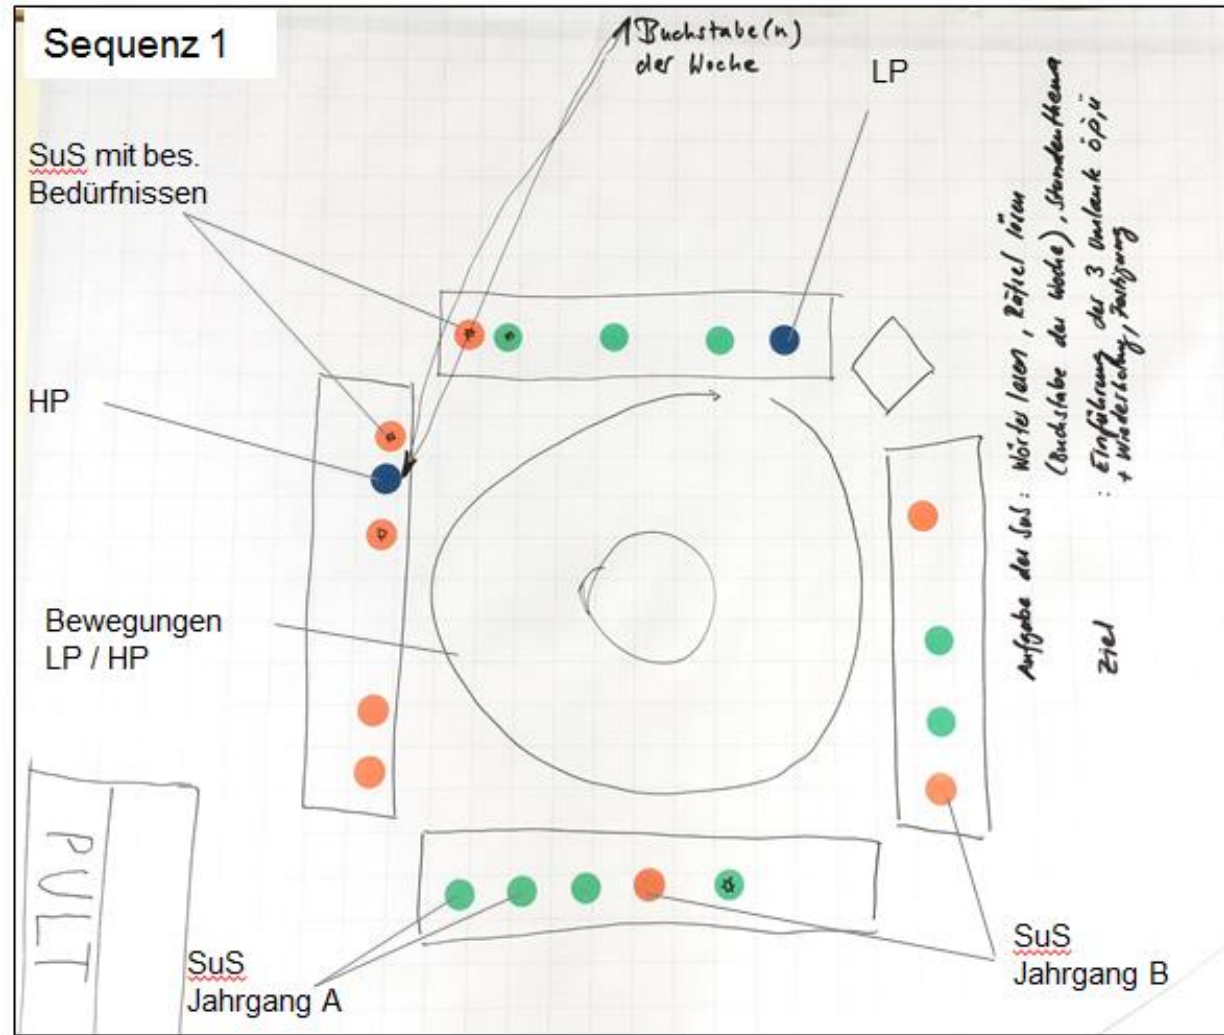 Sequenz 1
Buchstabe(n)
der Woche
LP
SuS mit bes.
Bedürfnissen
HP
Bewegungen
LP / HP
PULT
SuS
Jahrgang A
SuS
Jahrgang B
Aufgabe der SuS: Wörter lesen, Rätsel lösen
(Buchstabe der Woche), Stundenthema
Ziel : Einführung der 3 Umlaute
+ Wiederholung, Festigung